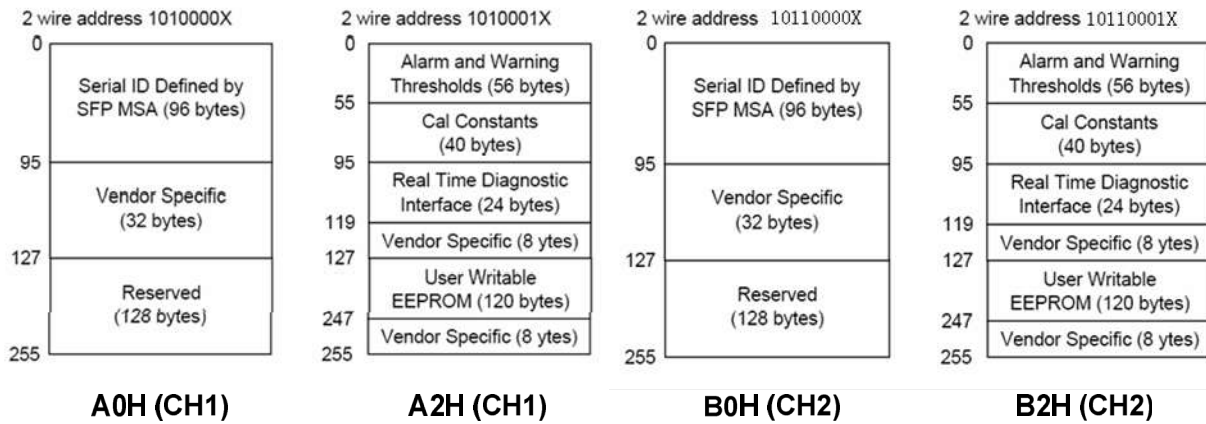 2 wire address 1010000X
0
Serial ID Defined by
SFP MSA (96 bytes)
95
Vendor Specific
(32 bytes)
127
Reserved
(128 bytes)
255
A0H (CH1)
2 wire address 1010001X
0
Alarm and Warning
Thresholds (56 bytes)
55
Cal Constants
(40 bytes)
95
Real Time Diagnostic
Interface (24 bytes)
119
Vendor Specific (8 ytes)
127
User Writable
EEPROM (120 bytes)
247
Vendor Specific (8 ytes)
255
A2H (CH1)
2 wire address 10110000X
0
Serial ID Defined by
SFP MSA (96 bytes)
95
Vendor Specific
(32 bytes)
127
Reserved
(128 bytes)
255
B0H (CH2)
2 wire address 10110001X
0
Alarm and Warning
Thresholds (56 bytes)
55
Cal Constants
(40 bytes)
95
Real Time Diagnostic
Interface (24 bytes)
119
Vendor Specific (8 ytes)
127
User Writable
EEPROM (120 bytes)
247
Vendor Specific (8 ytes)
255
B2H (CH2)